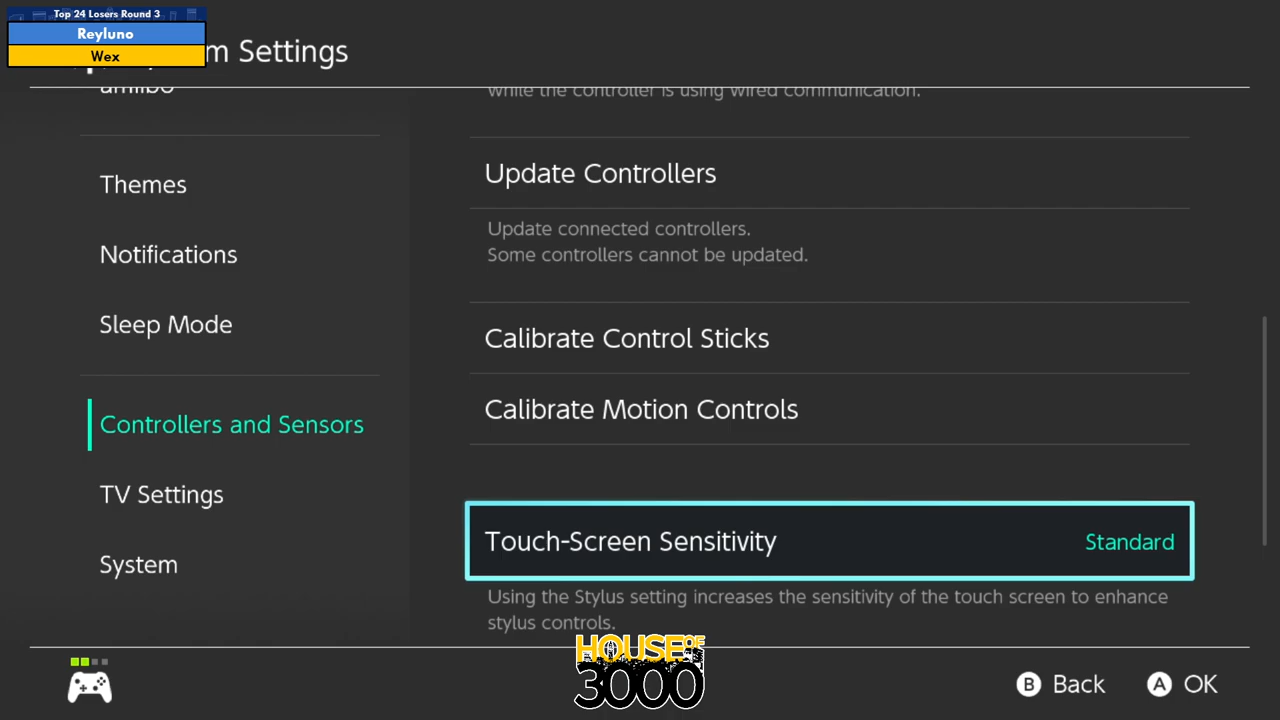 Top 24 Losers Round 3
Reyluno
Wex
m Settings
amiibo
while the controller is using wired communication.
Themes
Update Controllers
Update connected controllers.
Notifications
Some controllers cannot be updated.
Sleep Mode
Calibrate Control Sticks
Calibrate Motion Controls
Controllers and Sensors
TV Settings
Touch-Screen Sensitivity Standard
System
Using the Stylus setting increases the sensitivity of the touch screen to enhance
stylus controls.
HOUSE OF
3000
B Back A OK